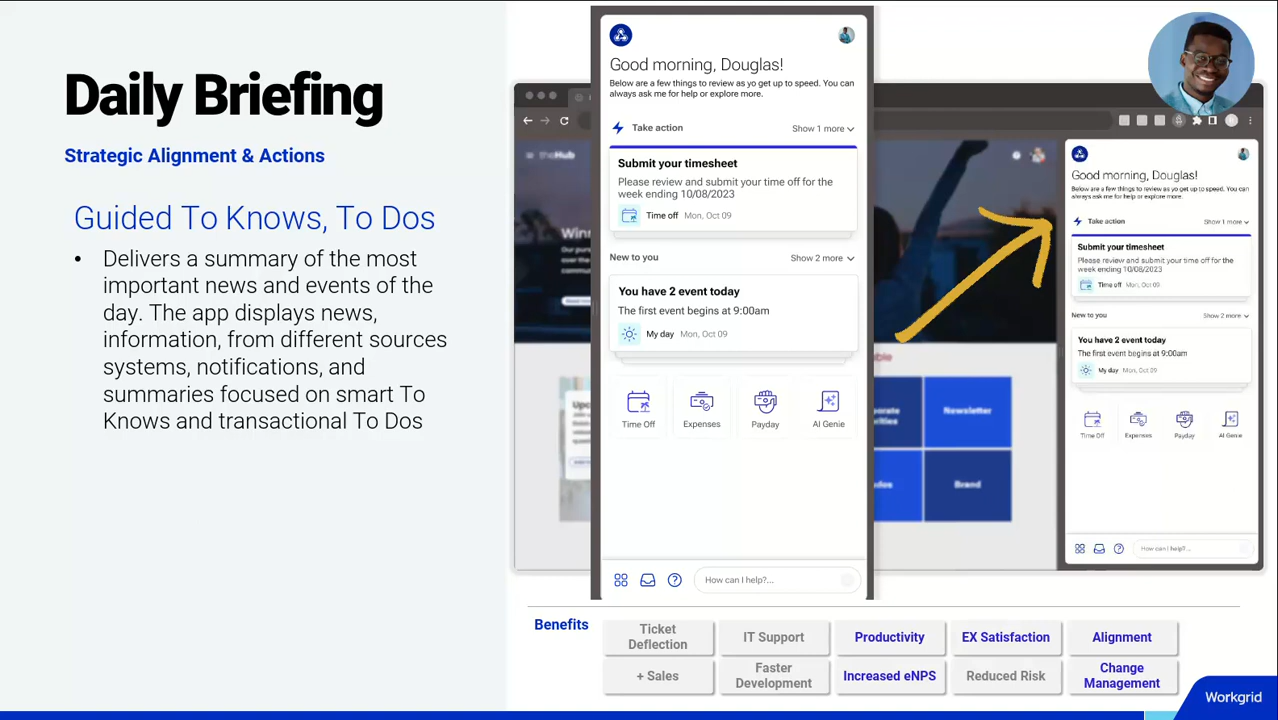 Daily Briefing
Strategic Alignment & Actions
Guided To Knows, To Dos
• Delivers a summary of the most
important news and events of the
day. The app displays news,
information, from different sources
systems, notifications, and
summaries focused on smart To
Knows and transactional To Dos
Good morning, Douglas!
Below are a few things to review as yo get up to speed. You can
always ask me for help or explore more.
Take action
Show 1 more
Submit your timesheet
Please review and submit your time off for the
week ending 10/08/2023
Time off Mon, Oct 09
New to you
Show 2 more
You have 2 event today
The first event begins at 9:00am
My day Mon, Oct 09
Time Off
Expenses
Payday
AI Genie
How can I help?...
theHub
Winn
Our pur
over the
commun
Upc
Newsletter
Brand
Good morning, Douglas!
Below are a few things to review as yo get up to speed. You can
always ask me for help or explore more.
Take action
Show 1 more
Submit your timesheet
Please review and submit your time off for the
week ending 10/08/2023
Time off Mon, Oct 09
New to you
Show 2 more
You have 2 event today
The first event begins at 9:00am
My day Mon, Oct 09
Time Off
Expenses
Payday
AI Genie
How can I help?...
Benefits
Ticket
Deflection
IT Support
Productivity
EX Satisfaction
Alignment
+ Sales
Faster
Development
Increased eNPS
Reduced Risk
Change
Management
Workgrid